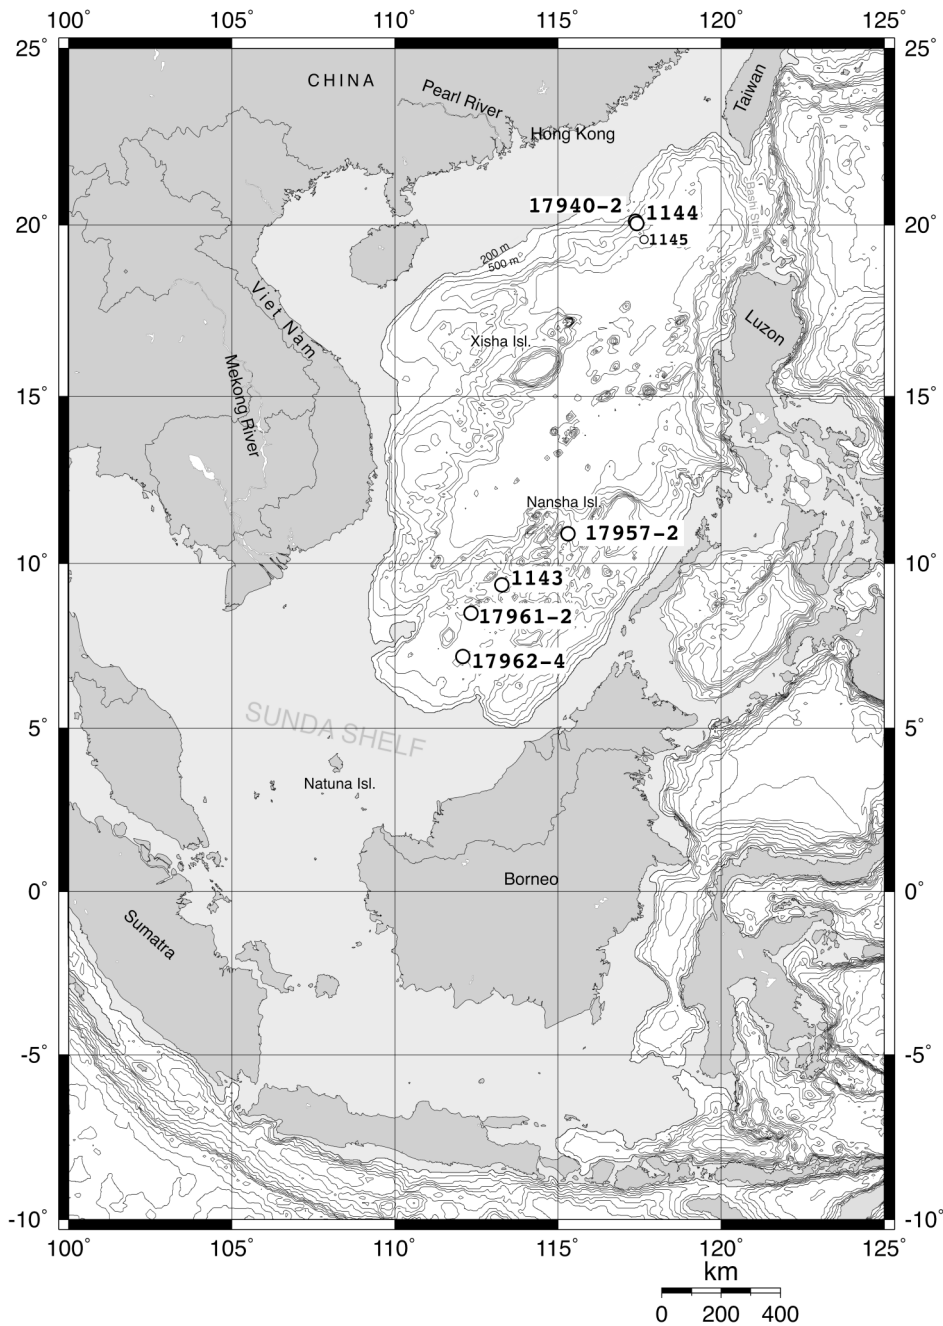 100° 105° 110° 115° 120° 125°
25° 25°
CHINA
Pearl River
Taiwan
Hong Kong
17940-2
1144
20° 20°
1145
Bashi Strait
200 m
500 m
Viet Nam
Luzon
Xisha Isl.
Mekong River
15° 15°
Nansha Isl.
17957-2
10° 10°
1143
17961-2
17962-4
SUNDA SHELF
5° 5°
Natuna Isl.
0° 0°
Borneo
Sumatra
-5° -5°
-10° -10°
100° 105° 110° 115° 120° 125°
km
0 200 400